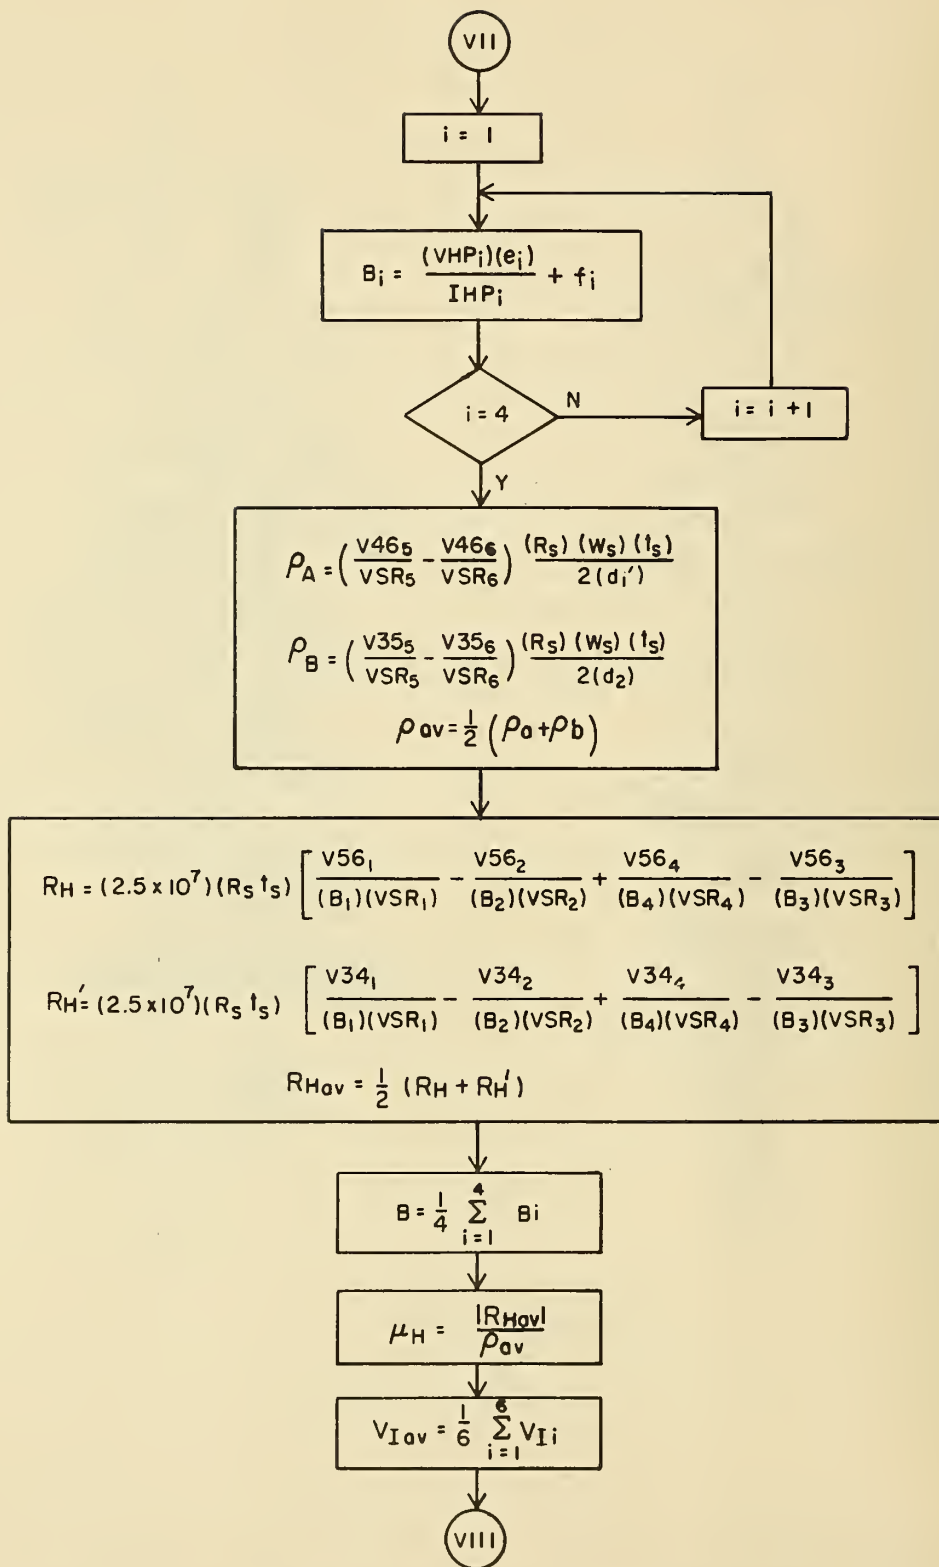 VII
i = 1
B_i = (VHP_i)(e_i) / IHP_i + f_i
i = 4
N
i = i + 1
Y
ρ_A = (V46_5 / VSR_5 - V46_6 / VSR_6) (R_S) (W_S) (t_S) / 2(d_i')
ρ_B = (V35_5 / VSR_5 - V35_6 / VSR_6) (R_S) (W_S) (t_S) / 2(d_2)
ρ_av = 1/2 (ρ_a + ρ_b)
R_H = (2.5 x 10^7) (R_S t_S) [V56_1 / (B_1)(VSR_1) - V56_2 / (B_2)(VSR_2) + V56_4 / (B_4)(VSR_4) - V56_3 / (B_3)(VSR_3)]
R_H' = (2.5 x 10^7) (R_S t_S) [V34_1 / (B_1)(VSR_1) - V34_2 / (B_2)(VSR_2) + V34_4 / (B_4)(VSR_4) - V34_3 / (B_3)(VSR_3)]
R_Hav = 1/2 (R_H + R_H')
B = 1/4 Σ_{i=1}^{4} Bi
μ_H = |R_Hav| / ρ_av
V_Iav = 1/6 Σ_{i=1}^{6} V_Ii
VIII